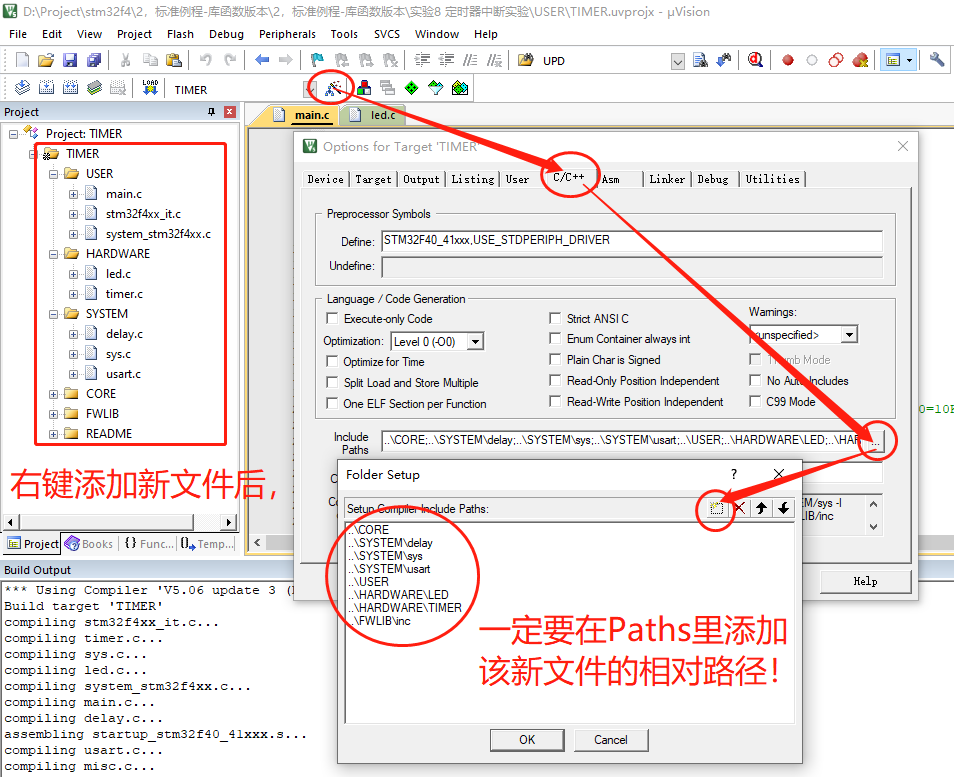 D:\Project\stm32f4\2，标准例程-库函数版本\2，标准例程-库函数版本\实验8 定时器中断实验\USER\TIMER.uvprojx - µVision
File Edit View Project Flash Debug Peripherals Tools SVCS Window Help
UPD
LOAD
TIMER
Project
Project: TIMER
TIMER
USER
main.c
stm32f4xx_it.c
system_stm32f4xx.c
HARDWARE
led.c
timer.c
SYSTEM
delay.c
sys.c
usart.c
CORE
FWLIB
README
右键添加新文件后，
Project Books {} Func... Temp...
main.c led.c
Options for Target 'TIMER'
Device Target Output Listing User C/C++ Asm Linker Debug Utilities
Preprocessor Symbols
Define: STM32F40_41xxx,USE_STDPERIPH_DRIVER
Undefine:
Language / Code Generation
Execute-only Code
Optimization: Level 0 (-O0)
Optimize for Time
Split Load and Store Multiple
One ELF Section per Function
Strict ANSI C
Enum Container always int
Plain Char is Signed
Read-Only Position Independent
Read-Write Position Independent
Warnings:
<unspecified>
Thumb Mode
No Auto Includes
C99 Mode
Include Paths
..\CORE;..\SYSTEM\delay;..\SYSTEM\sys;..\SYSTEM\usart;..\USER;..\HARDWARE\LED;..\HAR
...
Help
Folder Setup
Setup Compiler Include Paths:
..\CORE
..\SYSTEM\delay
..\SYSTEM\sys
..\SYSTEM\usart
..\USER
..\HARDWARE\LED
..\HARDWARE\TIMER
..\FWLIB\inc
一定要在Paths里添加
该新文件的相对路径！
OK Cancel
Build Output
*** Using Compiler 'V5.06 update 3 (
Build target 'TIMER'
compiling stm32f4xx_it.c...
compiling timer.c...
compiling sys.c...
compiling led.c...
compiling system_stm32f4xx.c...
compiling main.c...
compiling delay.c...
assembling startup_stm32f40_41xxx.s...
compiling usart.c...
compiling misc.c...